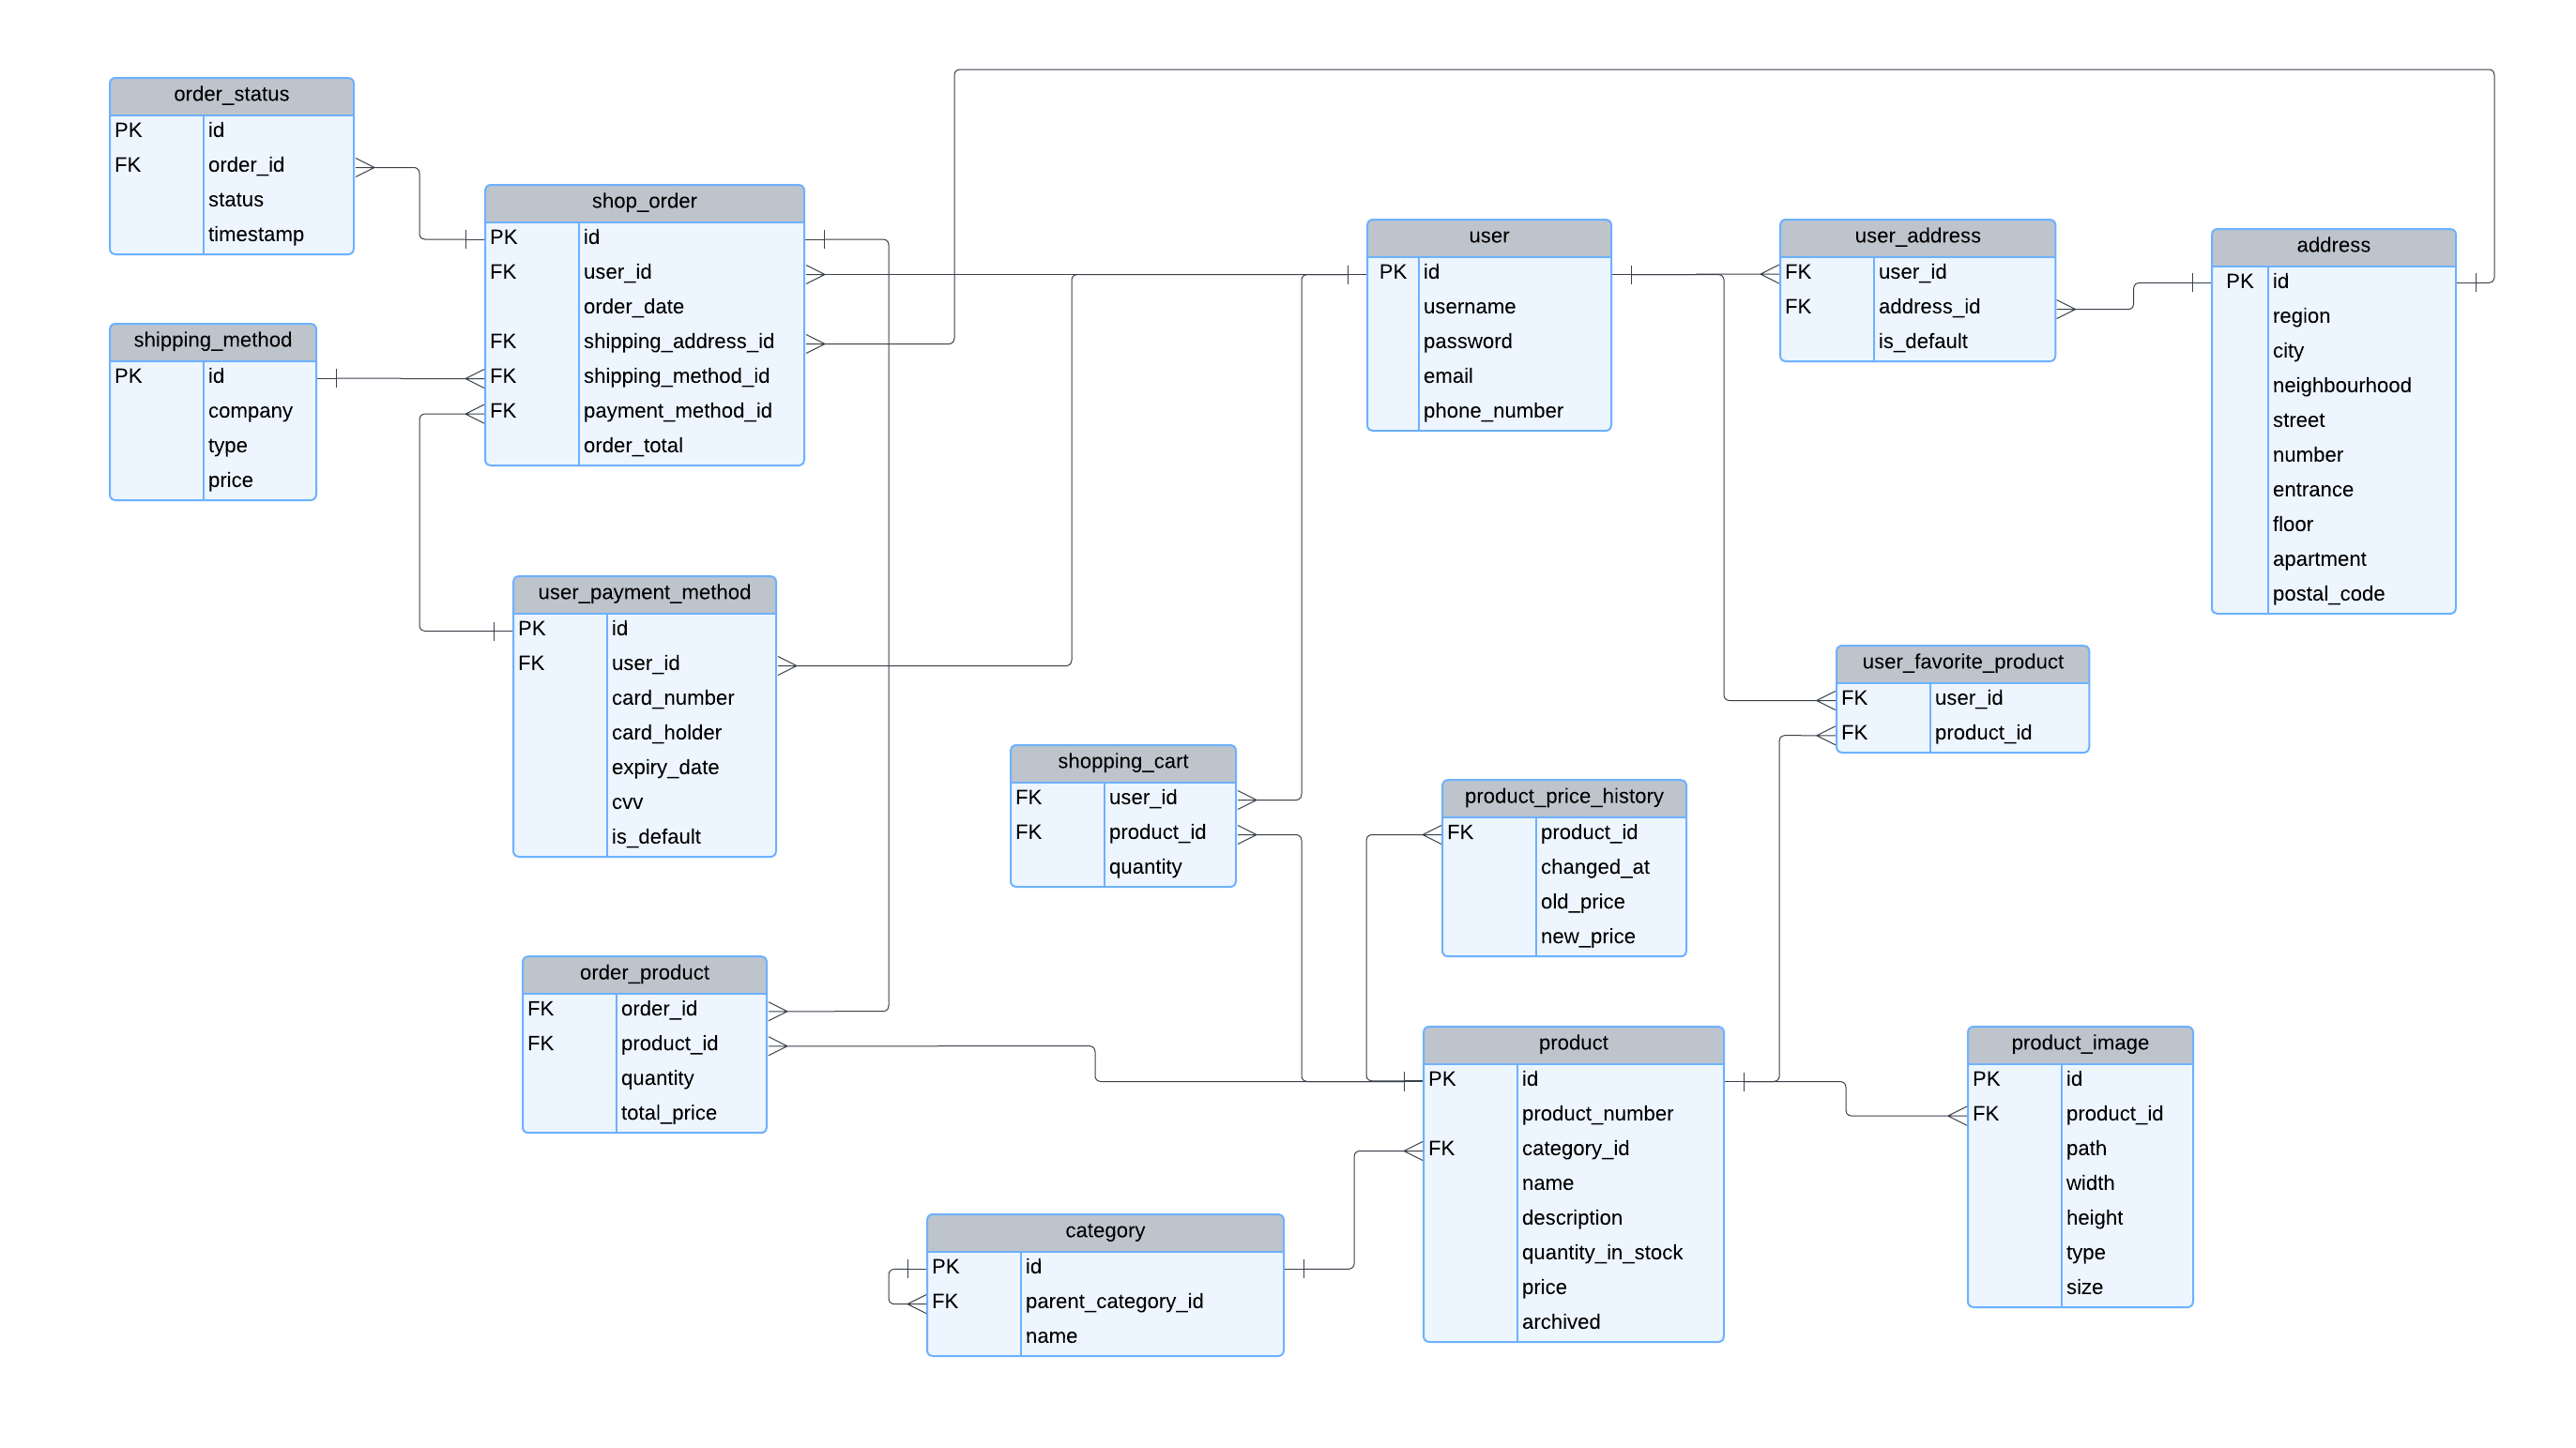 order_status
PK id
FK order_id
status
timestamp
shop_order
PK id
FK user_id
order_date
FK shipping_address_id
FK shipping_method_id
FK payment_method_id
order_total
user
PK id
username
password
email
phone_number
user_address
FK user_id
FK address_id
is_default
address
PK id
region
city
neighbourhood
street
number
entrance
floor
apartment
postal_code
shipping_method
PK id
company
type
price
user_payment_method
PK id
FK user_id
card_number
card_holder
expiry_date
cvv
is_default
user_favorite_product
FK user_id
FK product_id
shopping_cart
FK user_id
FK product_id
quantity
product_price_history
FK product_id
changed_at
old_price
new_price
order_product
FK order_id
FK product_id
quantity
total_price
product
PK id
product_number
FK category_id
name
description
quantity_in_stock
price
archived
product_image
PK id
FK product_id
path
width
height
type
size
category
PK id
FK parent_category_id
name